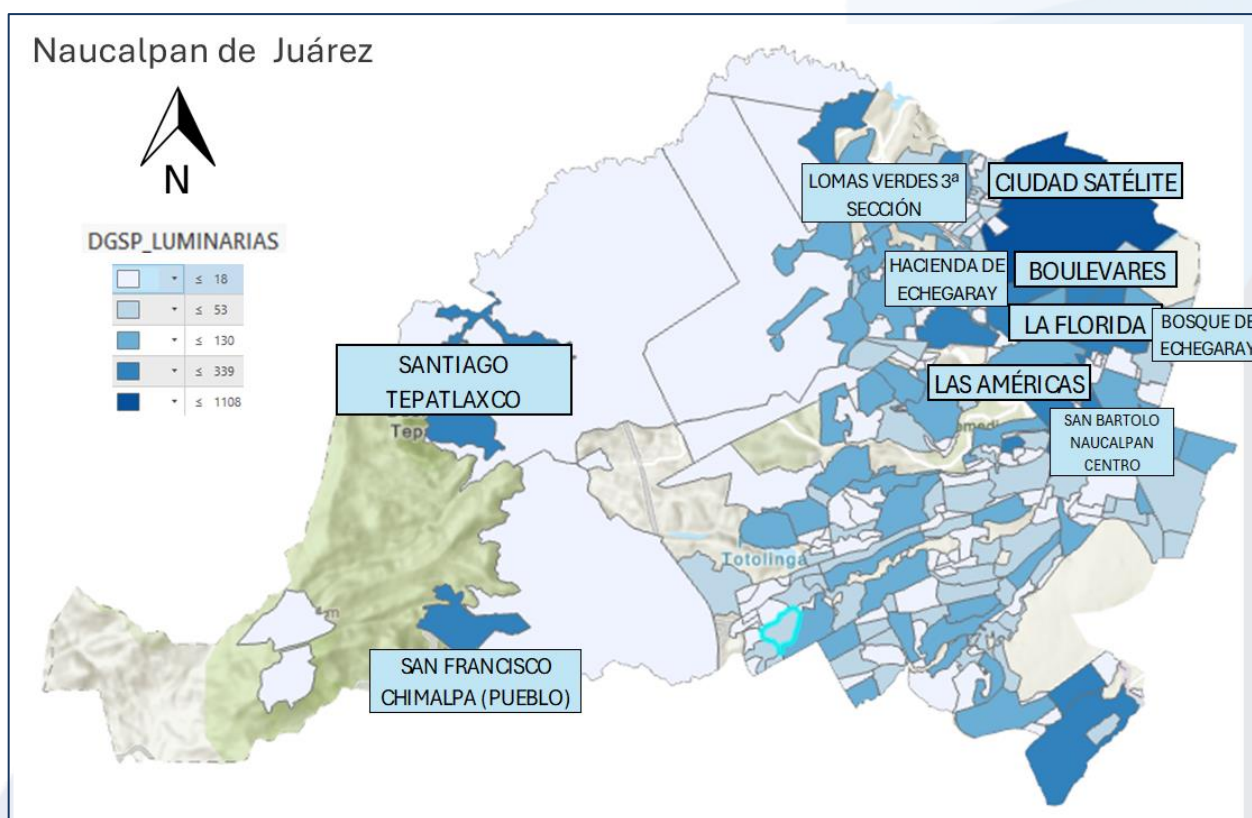 Naucalpan de Juárez
N
DGSP_LUMINARIAS
≤ 18
≤ 53
≤ 130
≤ 339
≤ 1108
LOMAS VERDES 3ª
SECCIÓN
CIUDAD SATÉLITE
HACIENDA DE
ECHEGARAY
BOULEVARES
LA FLORIDA
BOSQUE DE
ECHEGARAY
SANTIAGO
TEPATLAXCO
LAS AMÉRICAS
SAN BARTOLO
NAUCALPAN
CENTRO
Totolinga
SAN FRANCISCO
CHIMALPA (PUEBLO)